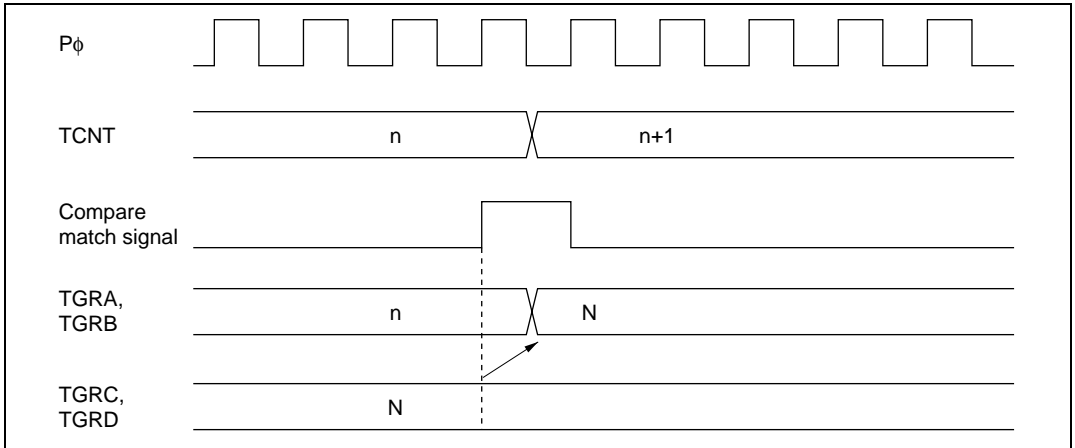 Pϕ
TCNT
n
n+1
Compare
match signal
TGRA,
TGRB
n
N
TGRC,
TGRD
N